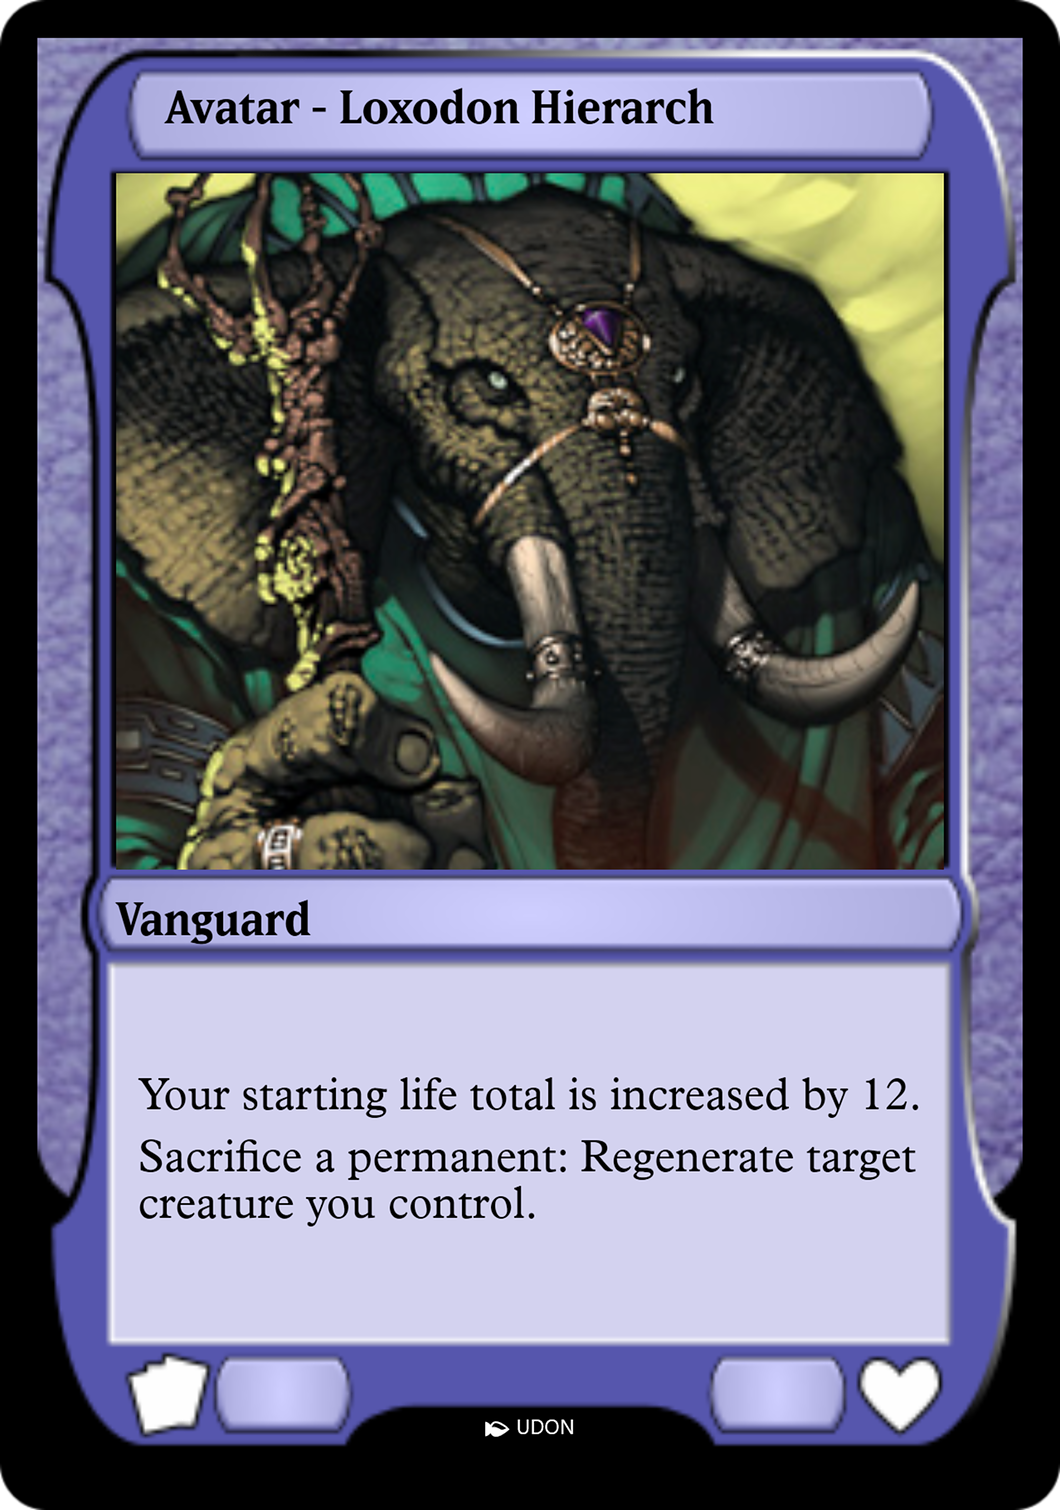 Avatar - Loxodon Hierarch
Vanguard
Your starting life total is increased by 12.
Sacrifice a permanent: Regenerate target
creature you control.
UDON